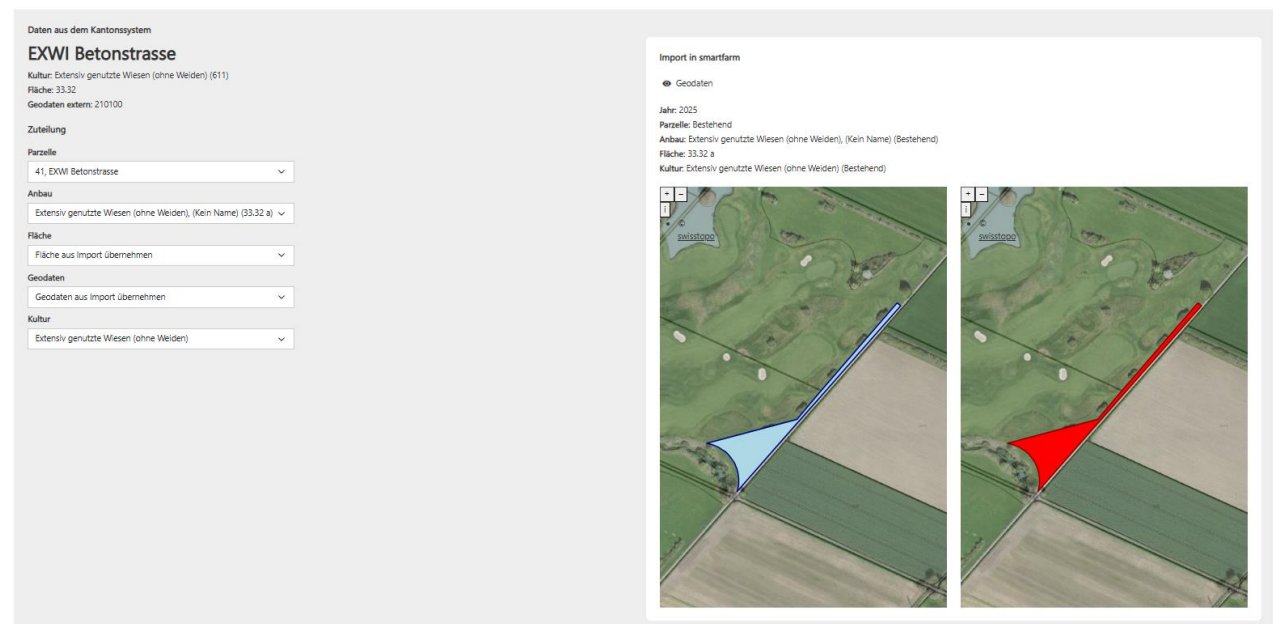 Daten aus dem Kantonssystem
EXWI Betonstrasse
Kultur: Extensiv genutzte Wiesen (ohne Weiden) (611)
Fläche: 33.32
Geodaten extern: 210100
Zuteilung
Parzelle
41, EXWI Betonstrasse
Anbau
Extensiv genutzte Wiesen (ohne Weiden), (Kein Name) (33.32 a)
Fläche
Fläche aus Import übernehmen
Geodaten
Geodaten aus Import übernehmen
Kultur
Extensiv genutzte Wiesen (ohne Weiden)
Import in smartfarm
Geodaten
Jahr: 2025
Parzelle: Bestehend
Anbau: Extensiv genutzte Wiesen (ohne Weiden), (Kein Name) (Bestehend)
Fläche: 33.32 a
Kultur: Extensiv genutzte Wiesen (ohne Weiden) (Bestehend)
+ −
i
©
swisstopo
+ −
i
©
swisstopo